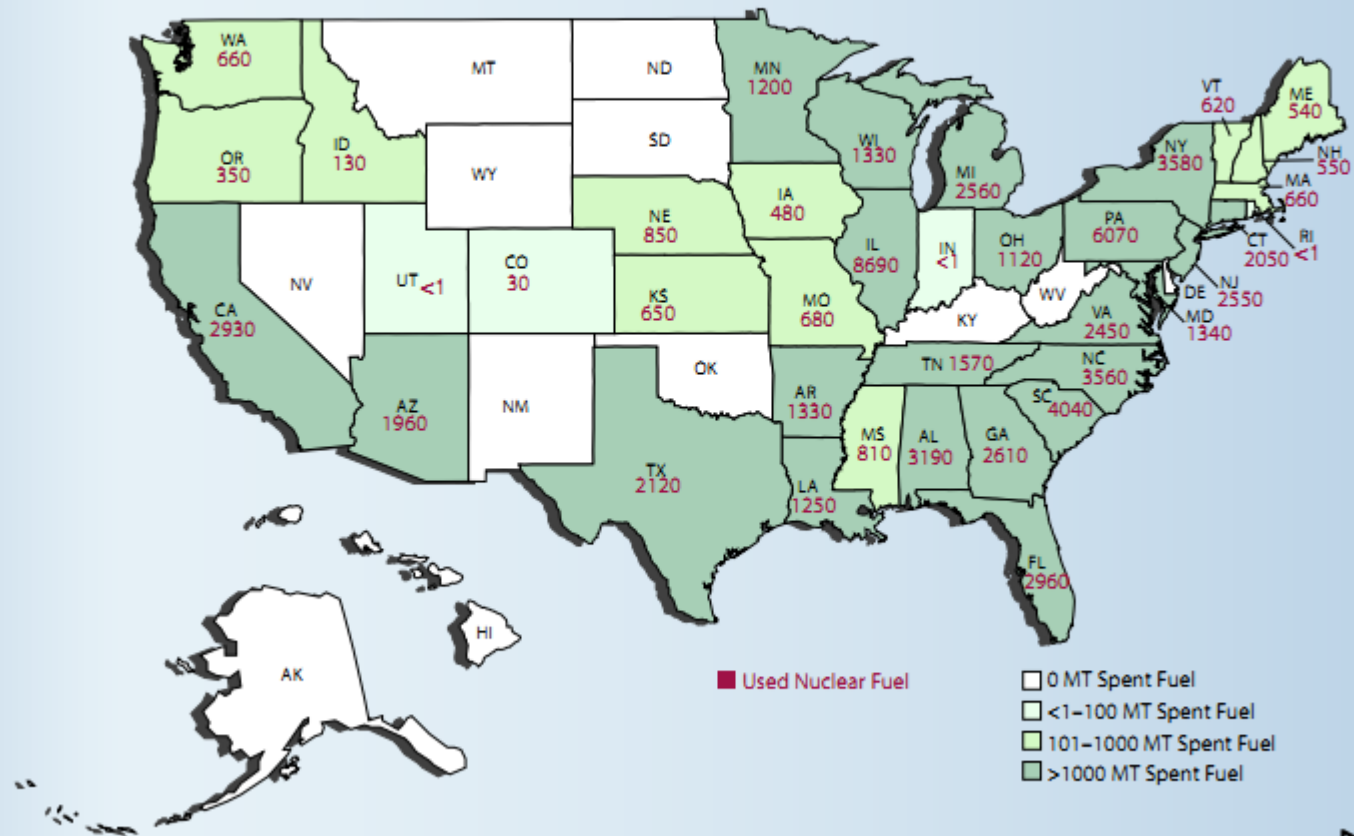 WA
660
MT
ND
MN
1200
VT
620
ME
540
OR
350
ID
130
SD
WI
1330
MI
2560
NY
3580
NH
550
WY
MA
660
IA
480
NE
850
PA
6070
RI
<1
CT
2050
IL
8690
IN
<1
OH
1120
NV
UT <1
CO
30
NJ
2550
DE
MD
1340
WV
CA
2930
KS
650
MO
680
KY
VA
2450
TN 1570
NC
3560
OK
AR
1330
SC
4040
AZ
1960
NM
MS
810
AL
3190
GA
2610
TX
2120
LA
1250
FL
2960
HI
AK
Used Nuclear Fuel
0 MT Spent Fuel
<1–100 MT Spent Fuel
101–1000 MT Spent Fuel
>1000 MT Spent Fuel